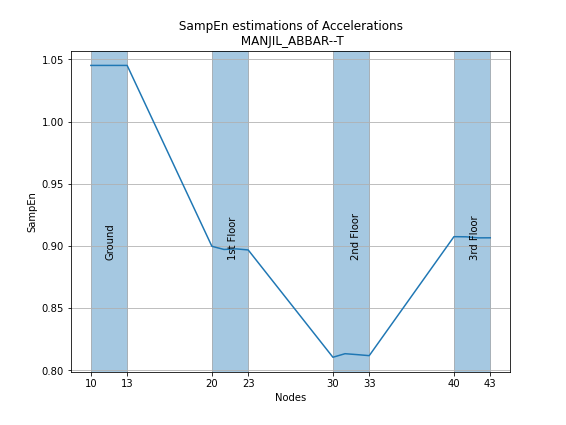 SampEn estimations of Accelerations
MANJIL_ABBAR--T
1.05
1.00
0.95
0.90
0.85
0.80
SampEn
Ground
1st Floor
2nd Floor
3rd Floor
10 13 20 23 30 33 40 43
Nodes